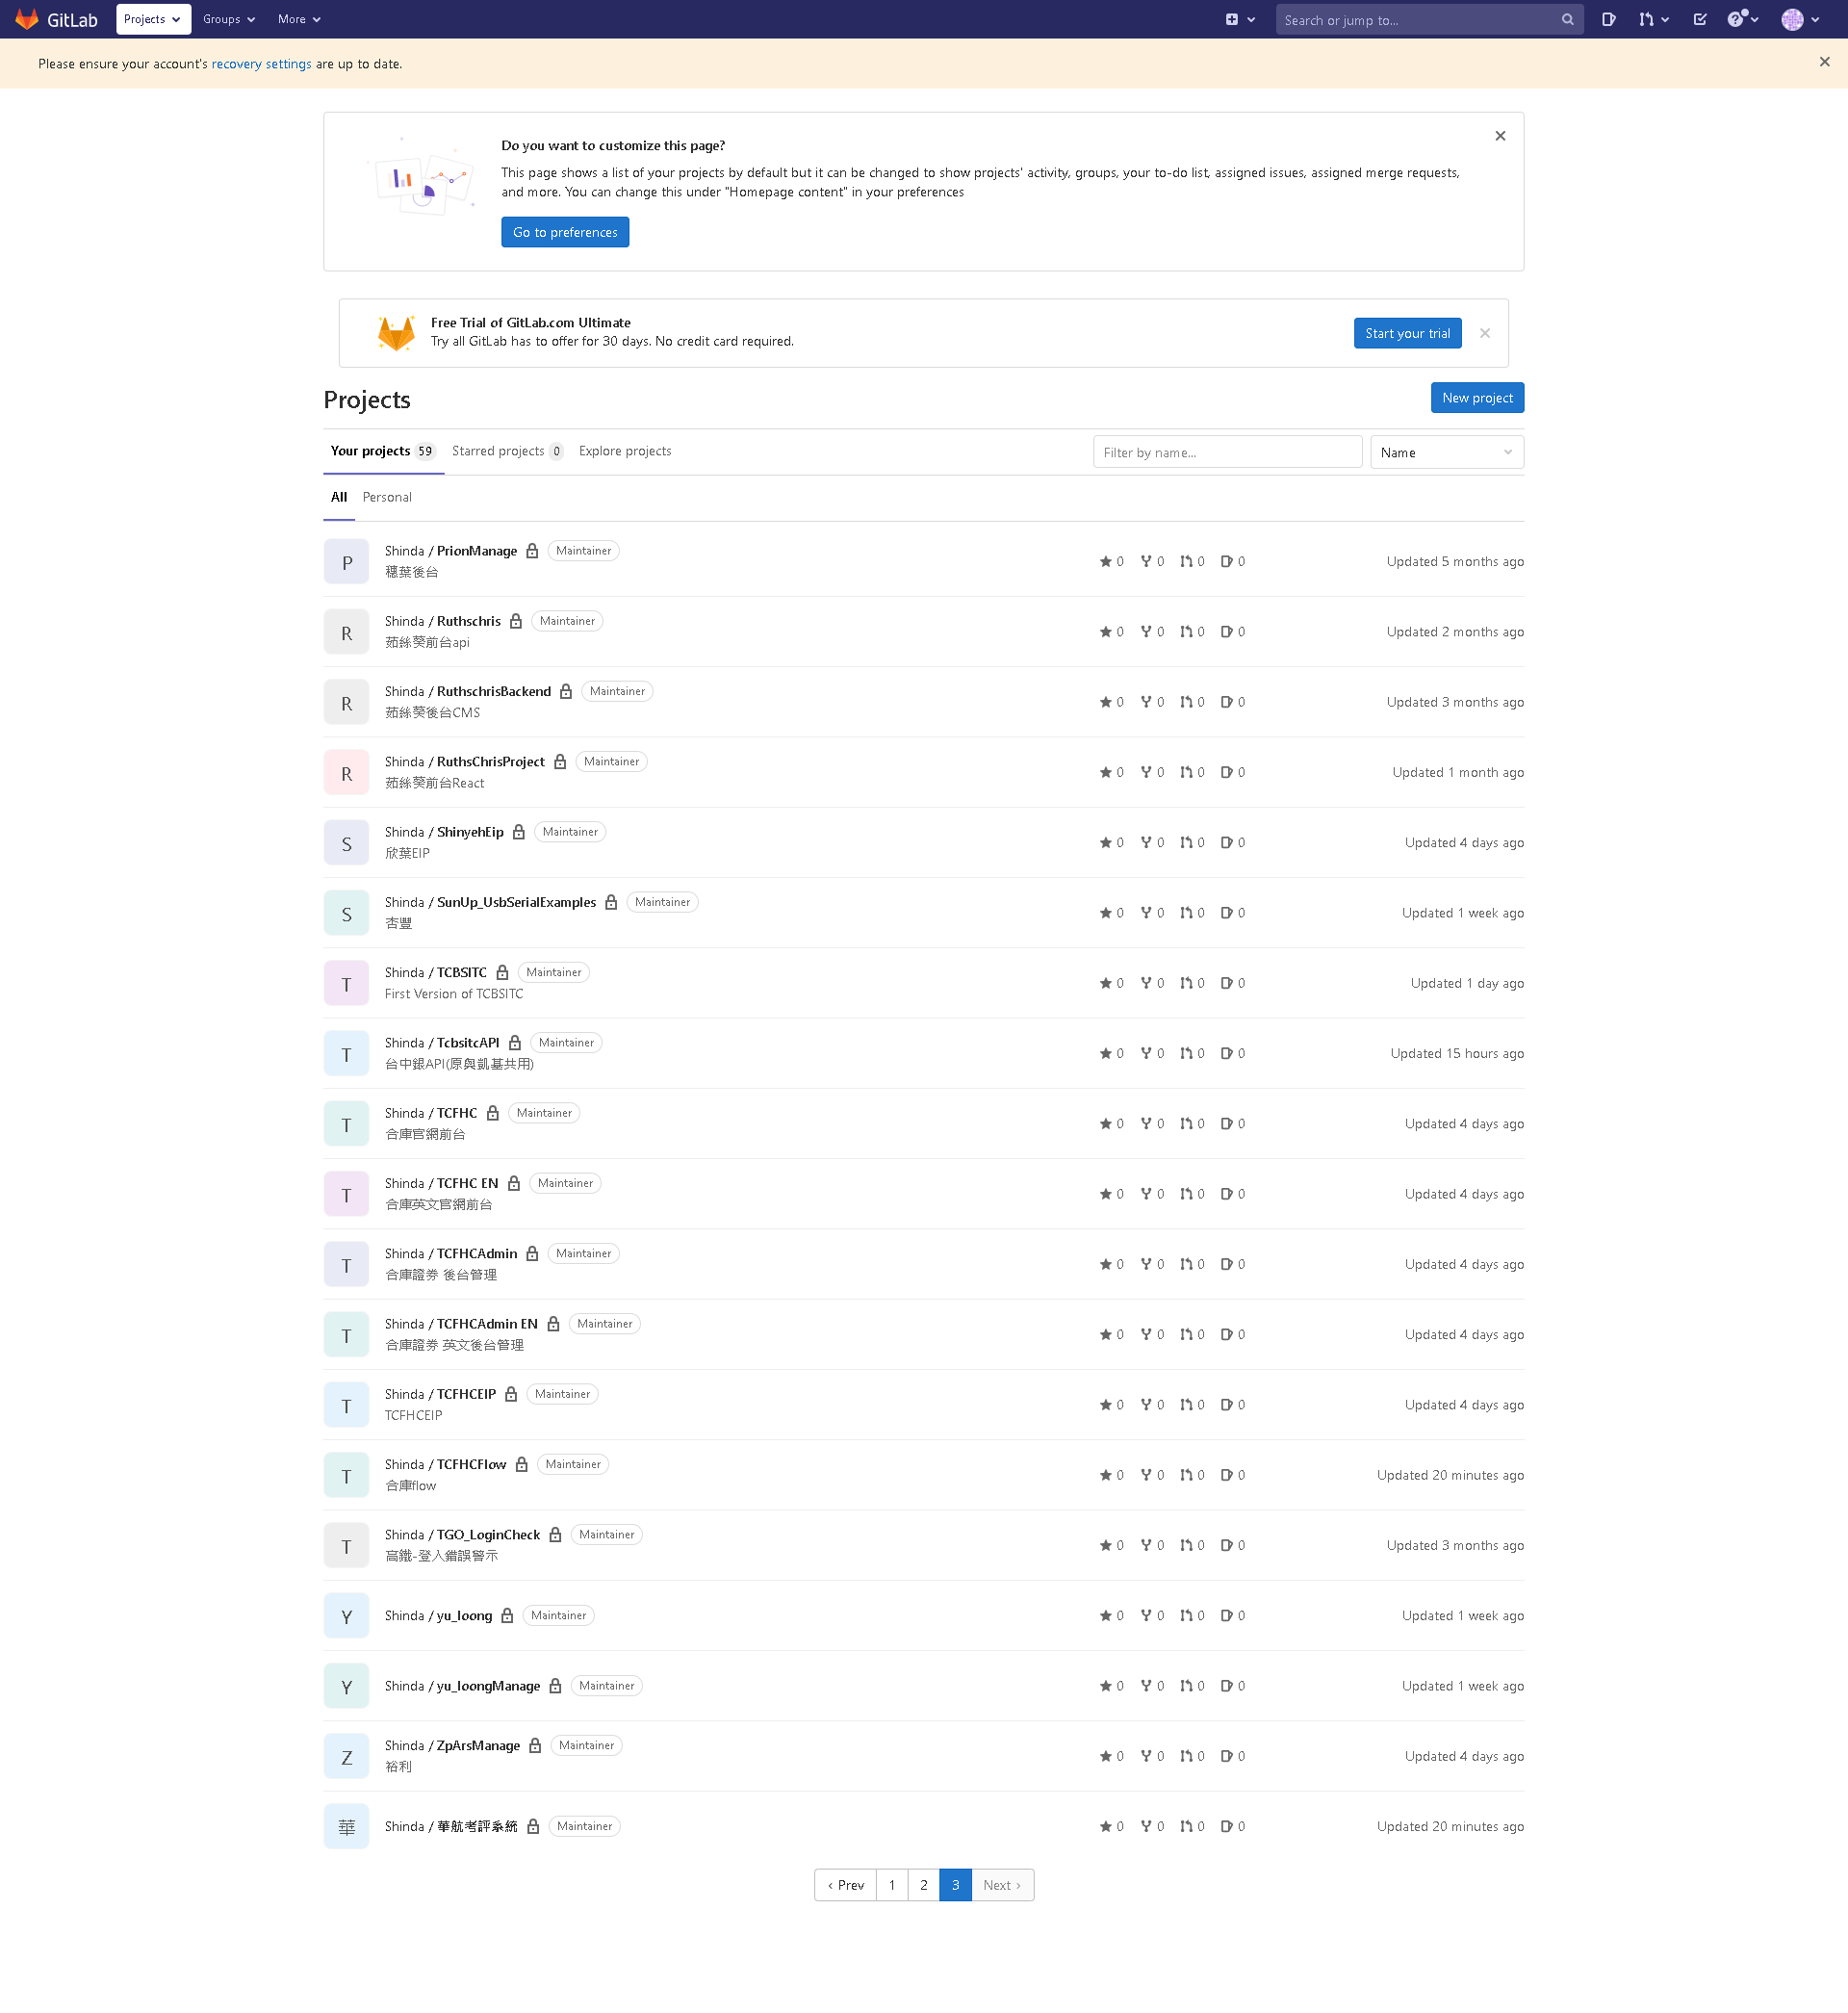 GitLab Projects Groups More Search or jump to...
Please ensure your account's recovery settings are up to date.
Do you want to customize this page?
This page shows a list of your projects by default but it can be changed to show projects' activity, groups, your to-do list, assigned issues, assigned merge requests,
and more. You can change this under "Homepage content" in your preferences
Go to preferences
Free Trial of GitLab.com Ultimate
Try all GitLab has to offer for 30 days. No credit card required.
Start your trial
Projects
New project
Your projects 59 Starred projects 0 Explore projects Filter by name... Name
All Personal
P Shinda / PrionManage Maintainer 0 0 0 0 Updated 5 months ago
穗葉後台
R Shinda / Ruthschris Maintainer 0 0 0 0 Updated 2 months ago
茹絲葵前台api
R Shinda / RuthschrisBackend Maintainer 0 0 0 0 Updated 3 months ago
茹絲葵後台CMS
R Shinda / RuthsChrisProject Maintainer 0 0 0 0 Updated 1 month ago
茹絲葵前台React
S Shinda / ShinyehEip Maintainer 0 0 0 0 Updated 4 days ago
欣葉EIP
S Shinda / SunUp_UsbSerialExamples Maintainer 0 0 0 0 Updated 1 week ago
杏豐
T Shinda / TCBSITC Maintainer 0 0 0 0 Updated 1 day ago
First Version of TCBSITC
T Shinda / TcbsitcAPI Maintainer 0 0 0 0 Updated 15 hours ago
台中銀API(原與凱基共用)
T Shinda / TCFHC Maintainer 0 0 0 0 Updated 4 days ago
合庫官網前台
T Shinda / TCFHC EN Maintainer 0 0 0 0 Updated 4 days ago
合庫英文官網前台
T Shinda / TCFHCAdmin Maintainer 0 0 0 0 Updated 4 days ago
合庫證券 後台管理
T Shinda / TCFHCAdmin EN Maintainer 0 0 0 0 Updated 4 days ago
合庫證券 英文後台管理
T Shinda / TCFHCEIP Maintainer 0 0 0 0 Updated 4 days ago
TCFHCEIP
T Shinda / TCFHCFlow Maintainer 0 0 0 0 Updated 20 minutes ago
合庫flow
T Shinda / TGO_LoginCheck Maintainer 0 0 0 0 Updated 3 months ago
高鐵-登入錯誤警示
Y Shinda / yu_loong Maintainer 0 0 0 0 Updated 1 week ago
Y Shinda / yu_loongManage Maintainer 0 0 0 0 Updated 1 week ago
Z Shinda / ZpArsManage Maintainer 0 0 0 0 Updated 4 days ago
裕利
華 Shinda / 華航考評系統 Maintainer 0 0 0 0 Updated 20 minutes ago
‹ Prev 1 2 3 Next ›